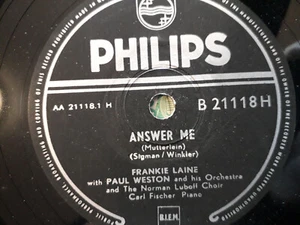 PHILIPS
AA 21118.1 H
B 21118 H
ANSWER ME
(Mutterlein)
(Sigman / Winkler)
FRANKIE LAINE
with PAUL WESTON and his Orchestra
and The Norman Luboff Choir
Carl Fischer Piano
B.I.E.M.